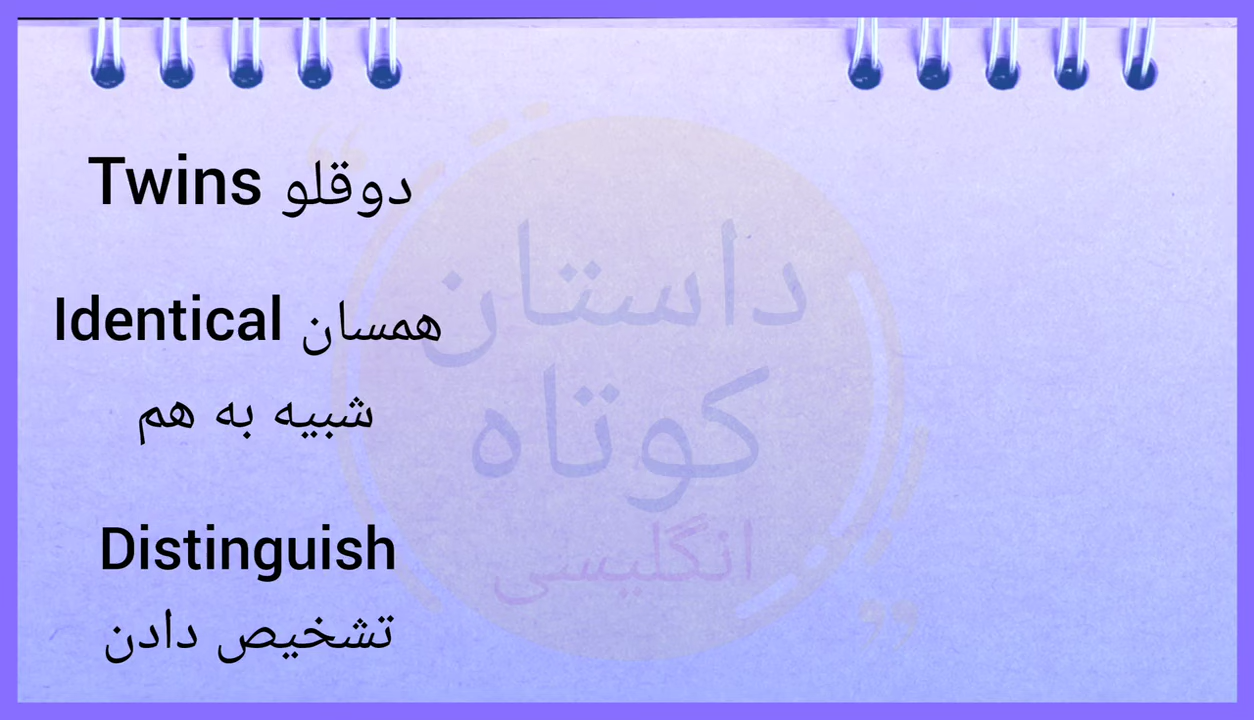 Twins دوقلو
Identical همسان
شبیه به هم
Distinguish
تشخیص دادن
داستان
کوتاه
انگلیسی